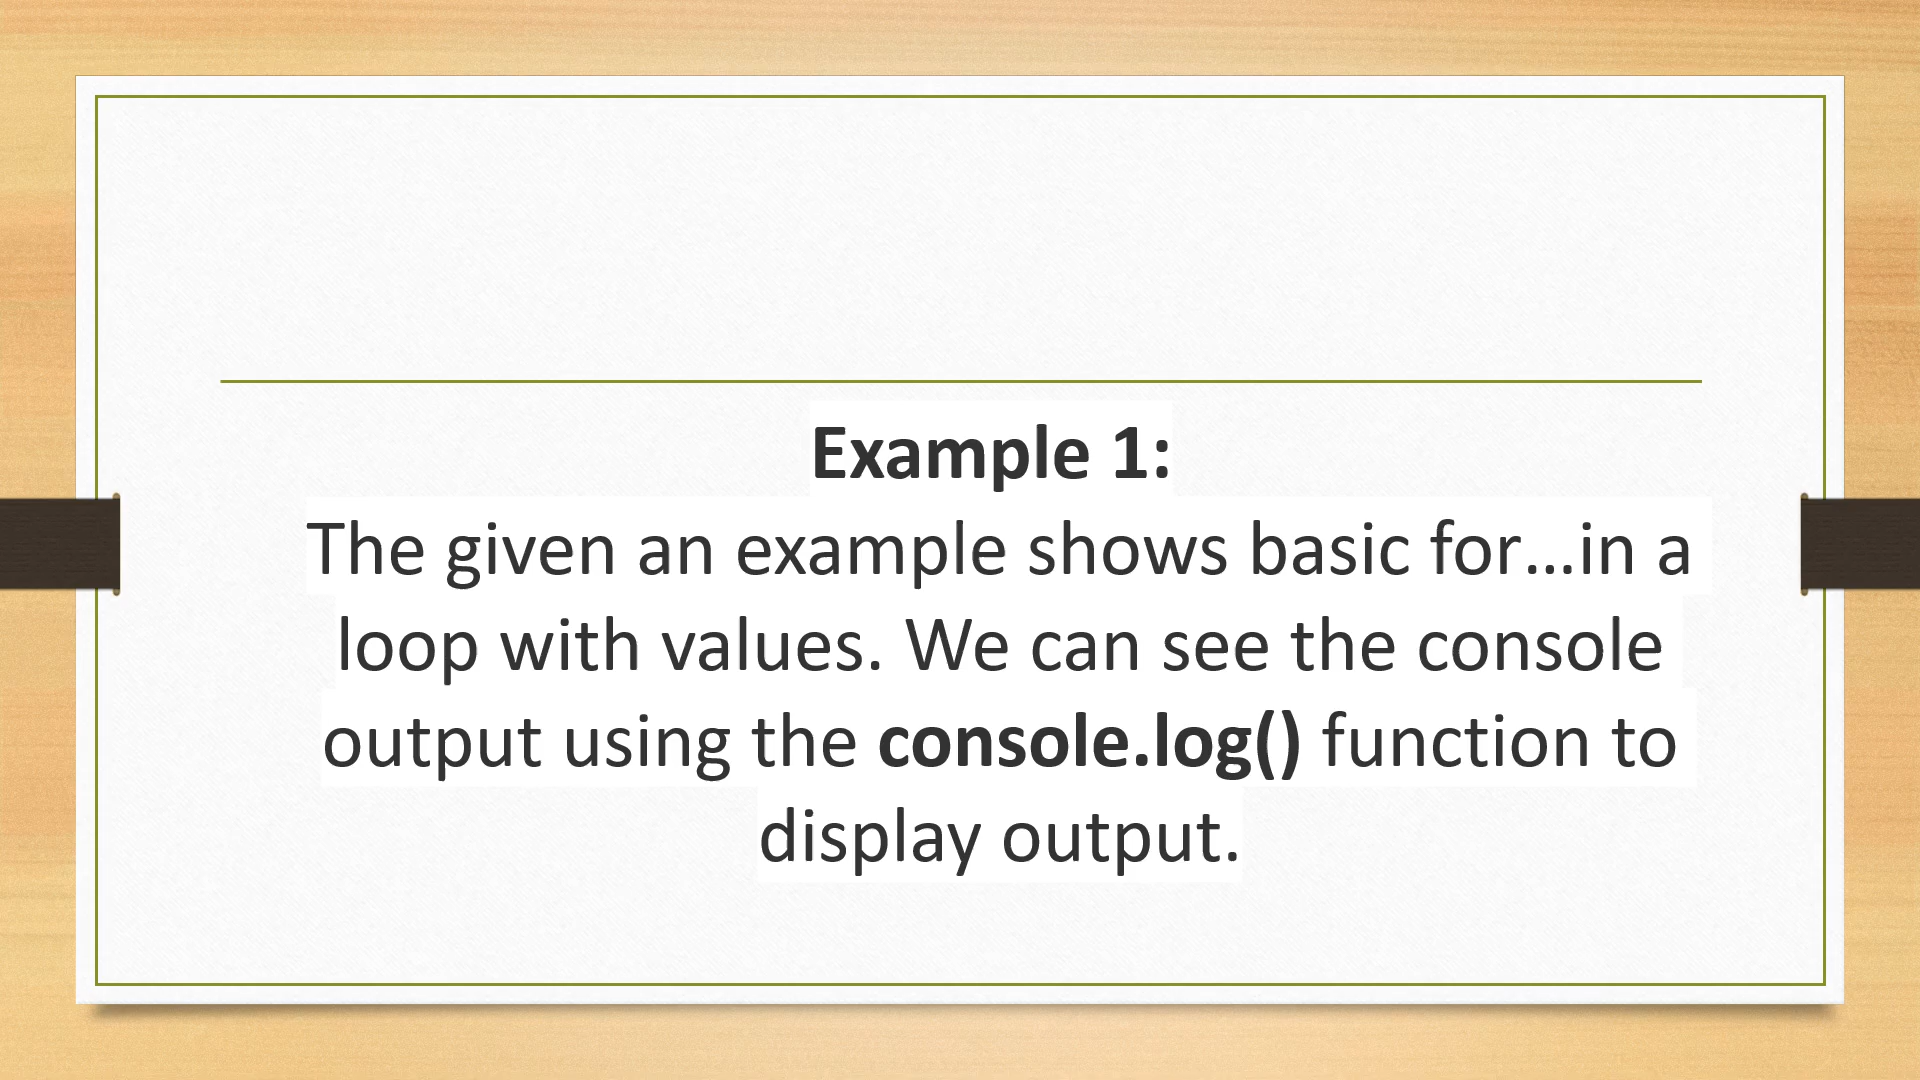 Example 1:
The given an example shows basic for…in a
loop with values. We can see the console
output using the console.log() function to
display output.